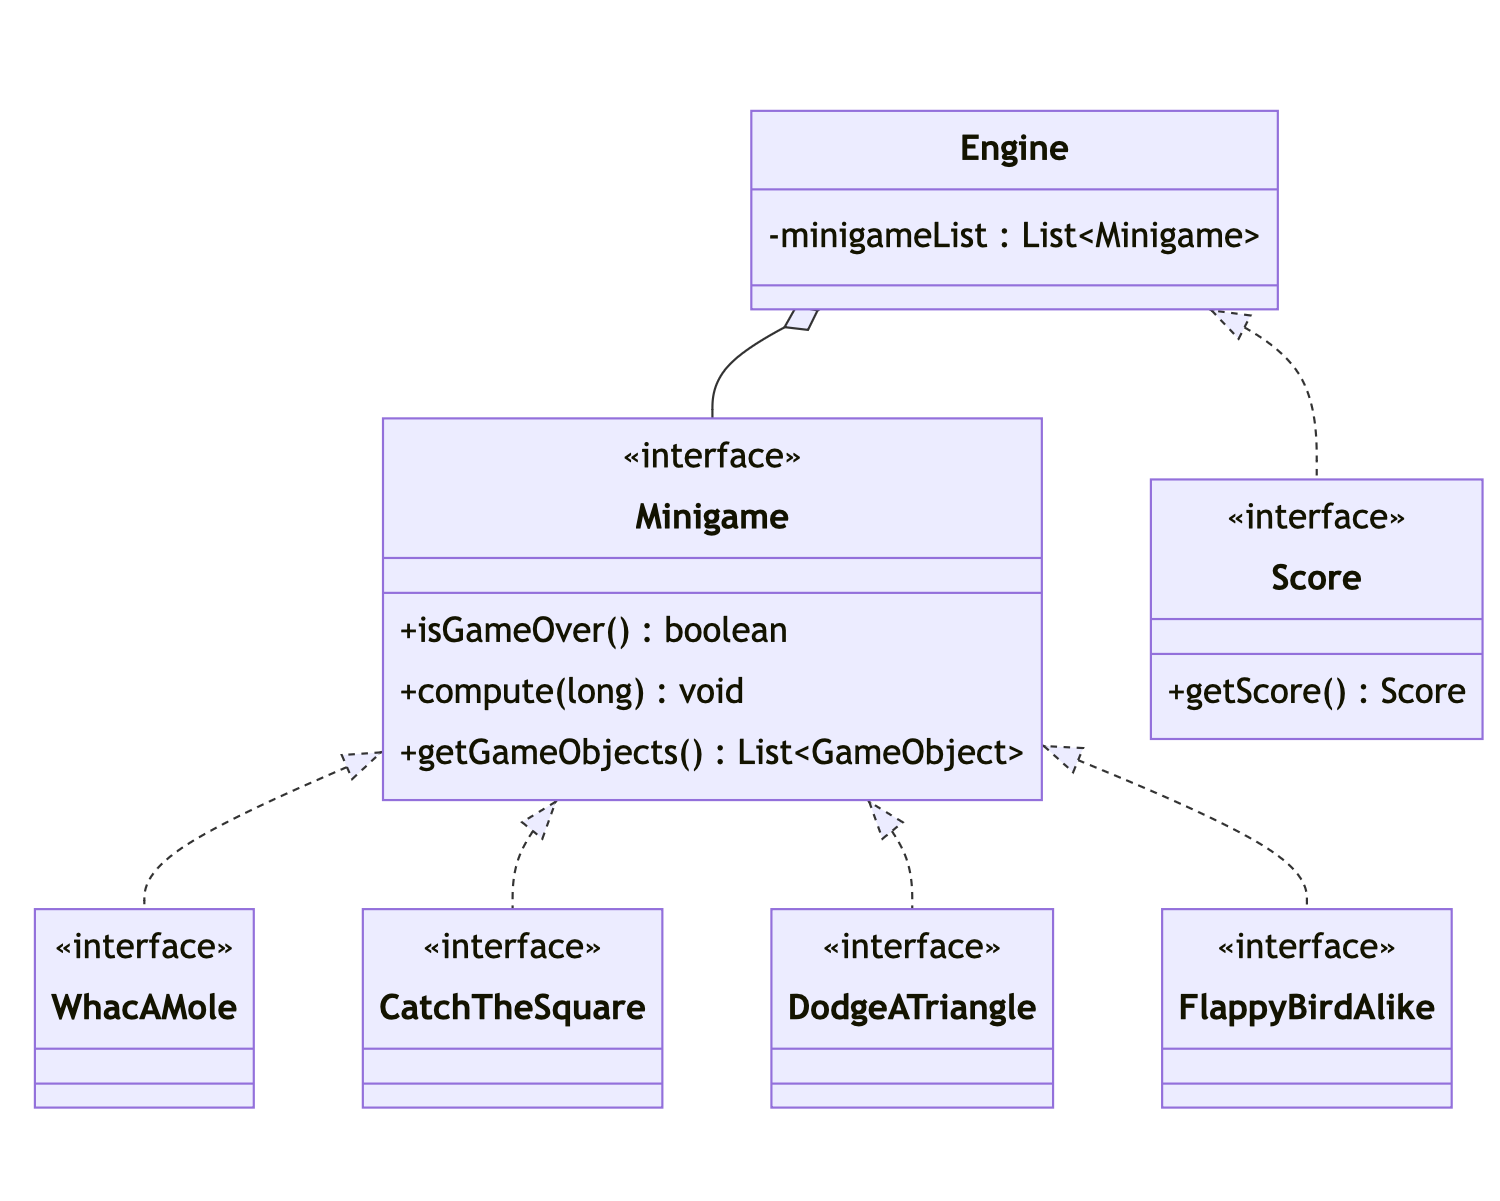 Engine
-minigameList : List<Minigame>
«interface»
Minigame
+isGameOver() : boolean
+compute(long) : void
+getGameObjects() : List<GameObject>
«interface»
Score
+getScore() : Score
«interface»
WhacAMole
«interface»
CatchTheSquare
«interface»
DodgeATriangle
«interface»
FlappyBirdAlike